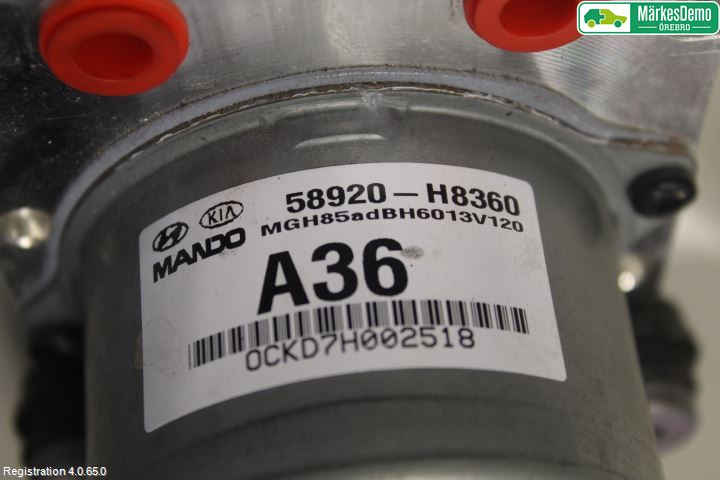 MärkesDemo
ÖREBRO
58920-H8360
KIA
MGH85adBH6013V120
MANDO
A36
0CKD7H002518
Registration 4.0.65.0